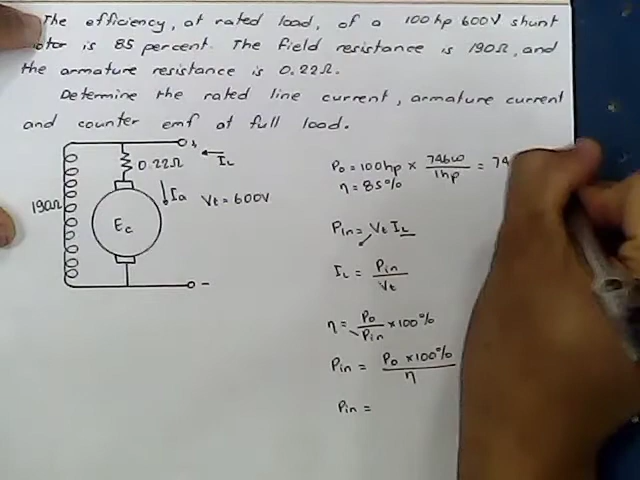 The efficiency, at rated load, of a 100hp 600V shunt
motor is 85 percent. The field resistance is 190Ω, and
the armature resistance is 0.22Ω.
Determine the rated line current, armature current
and counter emf at full load.
+
IL
0.22Ω
190Ω
Ia
Vt = 600V
Ec
-
Po = 100hp × 746W / 1hp = 74
η = 85%
Pin = Vt IL
IL = Pin / Vt
η = Po / Pin × 100%
Pin = Po × 100% / η
Pin =